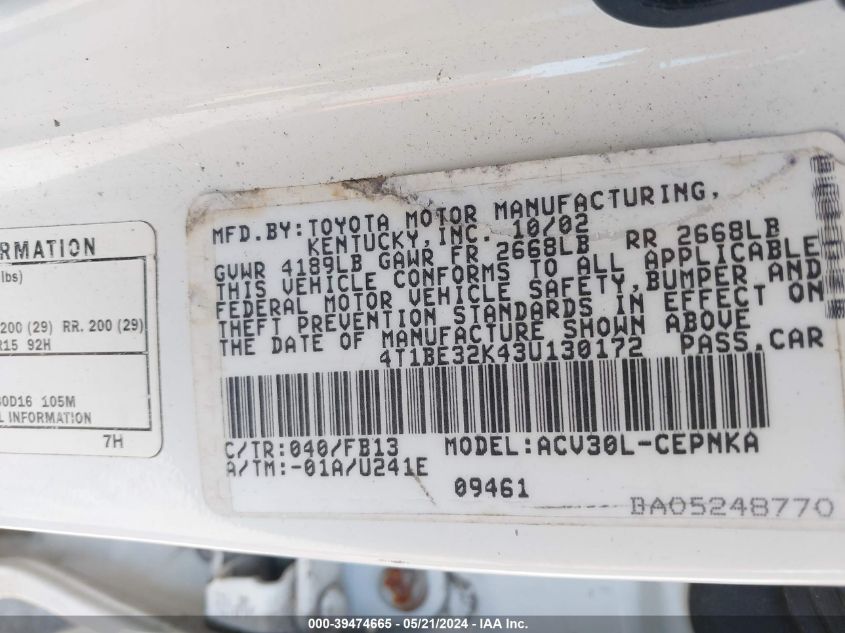 RMATION
lbs)
200 (29) RR. 200 (29)
R15 92H
80D16 105M
L INFORMATION
7H
MFD.BY:TOYOTA MOTOR MANUFACTURING,
KENTUCKY,INC. 10/02
GVWR 4189LB GAWR FR 2668LB RR 2668LB
THIS VEHICLE CONFORMS TO ALL APPLICABLE
FEDERAL MOTOR VEHICLE SAFETY,BUMPER AND
THEFT PREVENTION STANDARDS IN EFFECT ON
THE DATE OF MANUFACTURE SHOWN ABOVE
4T1BE32K43U130172 PASS.CAR
C/TR:040/FB13 MODEL:ACV30L-CEPNKA
A/TM:-01A/U241E
09461
BA05248770
000-39474665 - 05/21/2024 - IAA Inc.